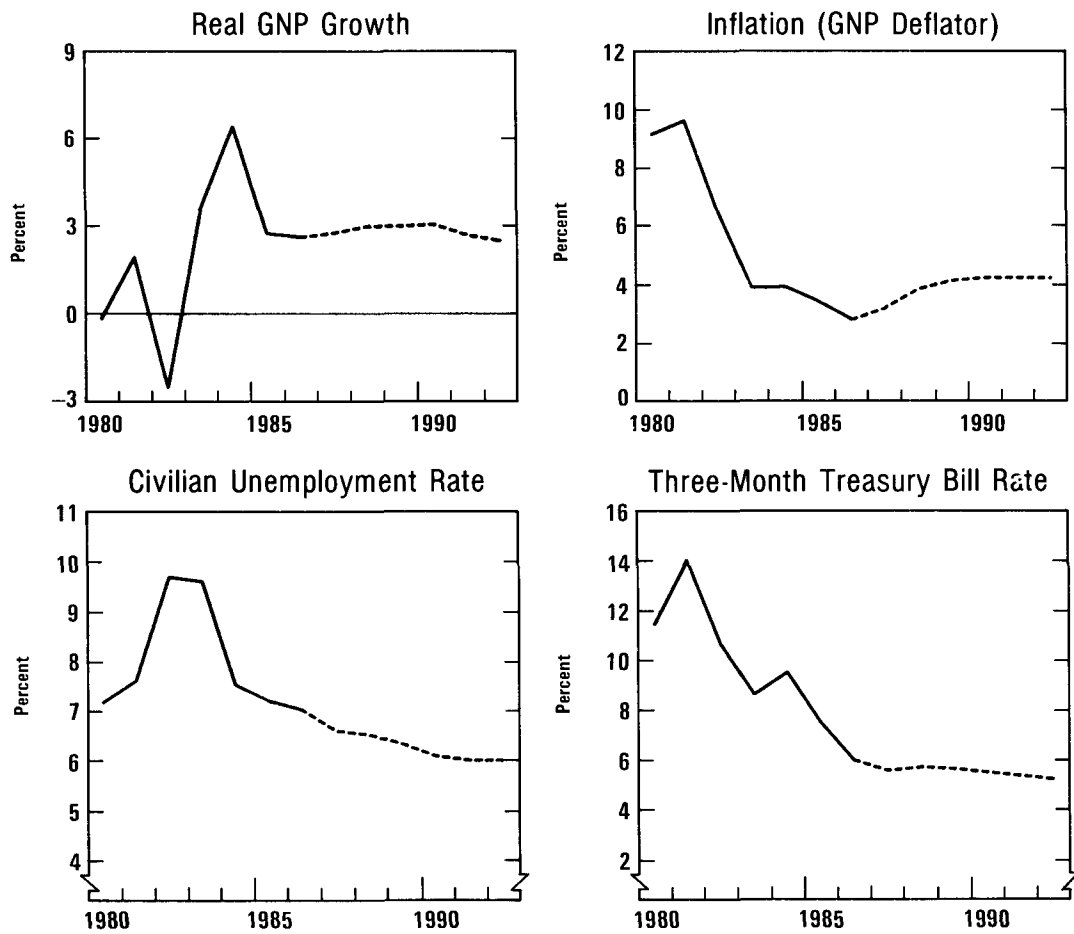 Real GNP Growth
9
6
3
0
−3
Percent
1980 1985 1990
Inflation (GNP Deflator)
12
10
8
6
4
2
0
Percent
1980 1985 1990
Civilian Unemployment Rate
11
10
9
8
7
6
5
4
Percent
1980 1985 1990
Three-Month Treasury Bill Rate
16
14
12
10
8
6
4
2
Percent
1980 1985 1990